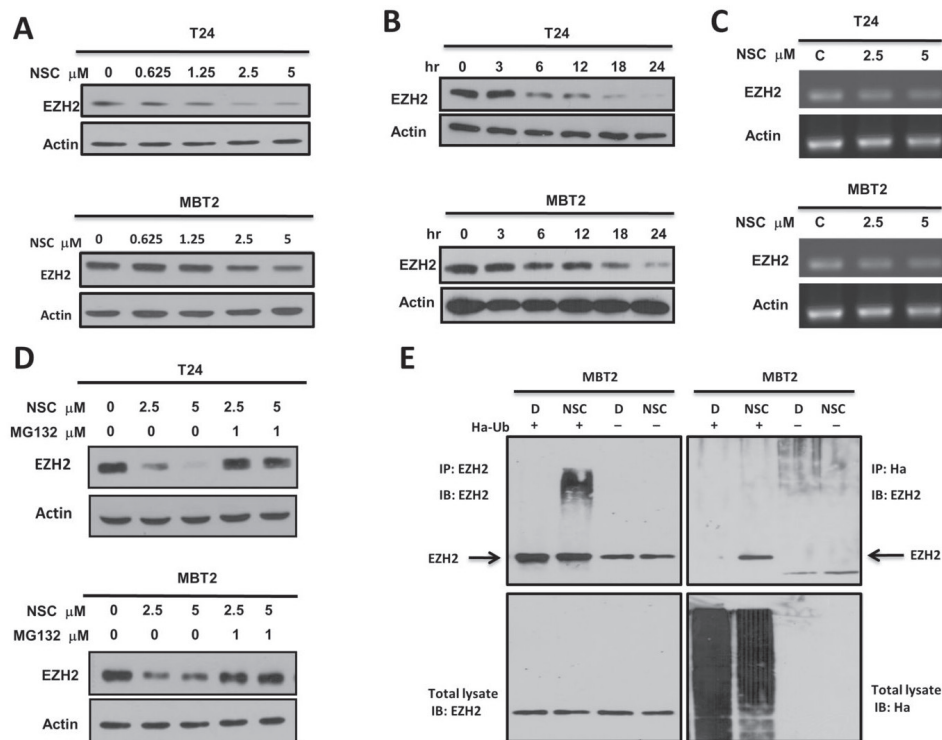 A
T24
NSC μM 0 0.625 1.25 2.5 5
EZH2
Actin
MBT2
NSC μM 0 0.625 1.25 2.5 5
EZH2
Actin
B
T24
hr 0 3 6 12 18 24
EZH2
Actin
MBT2
hr 0 3 6 12 18 24
EZH2
Actin
C
T24
NSC μM C 2.5 5
EZH2
Actin
MBT2
NSC μM C 2.5 5
EZH2
Actin
D
T24
NSC μM 0 2.5 5 2.5 5
MG132 μM 0 0 0 1 1
EZH2
Actin
MBT2
NSC μM 0 2.5 5 2.5 5
MG132 μM 0 0 0 1 1
EZH2
Actin
E
MBT2 MBT2
D NSC D NSC D NSC D NSC
Ha-Ub + + − − + + − −
IP: EZH2
IB: EZH2
IP: Ha
IB: EZH2
EZH2
EZH2
Total lysate
IB: EZH2
Total lysate
IB: Ha